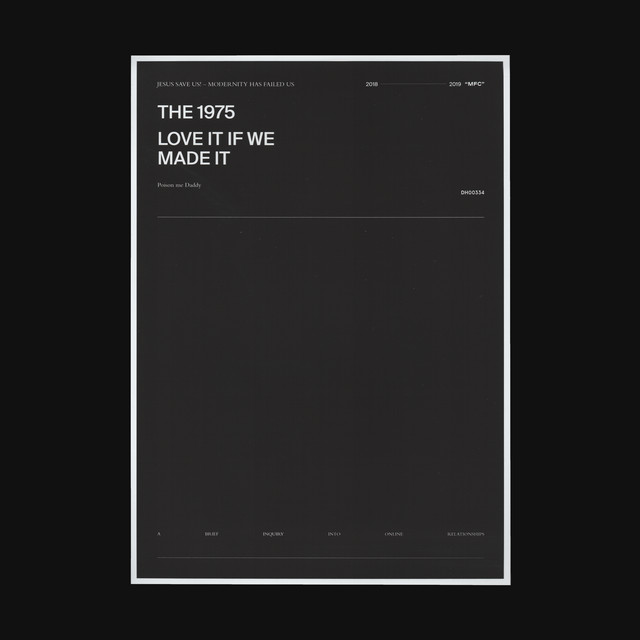 JESUS SAVE US! – MODERNITY HAS FAILED US
2018 2019 "MFC"
THE 1975
LOVE IT IF WE
MADE IT
Poison me Daddy
DH00334
A BRIEF INQUIRY INTO ONLINE RELATIONSHIPS